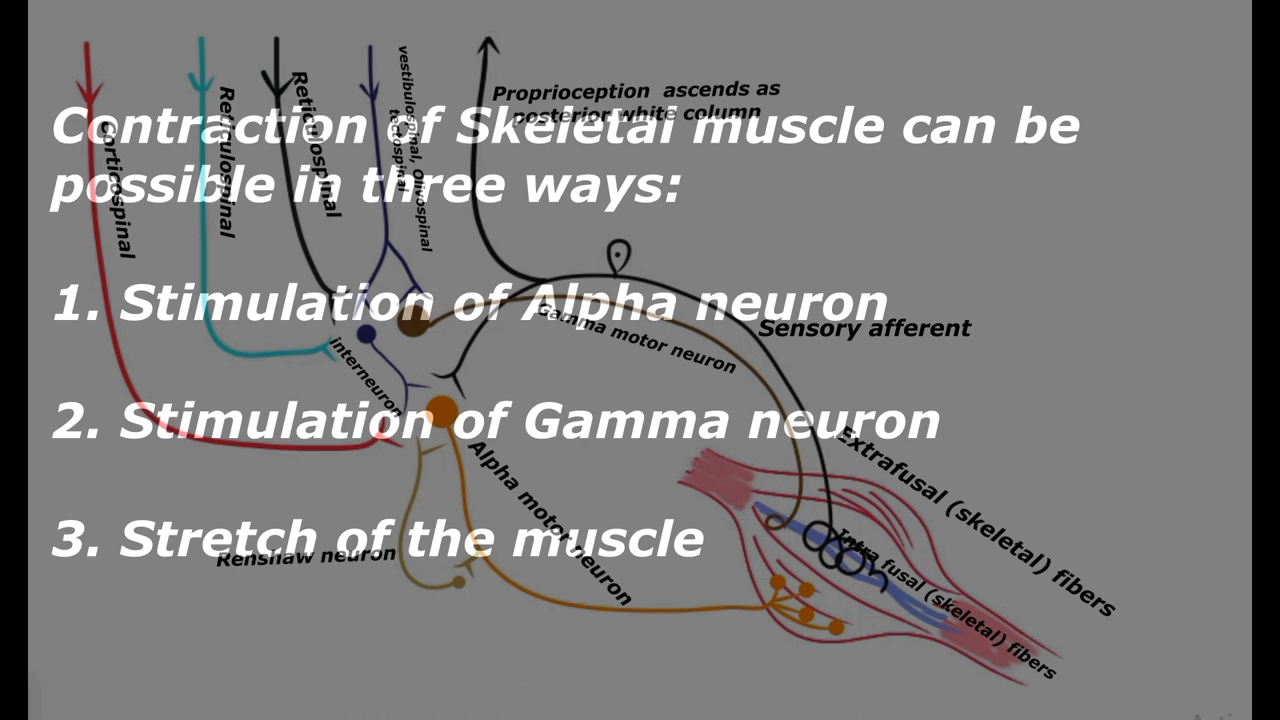 Contraction of Skeletal muscle can be
possible in three ways:
1. Stimulation of Alpha neuron
2. Stimulation of Gamma neuron
3. Stretch of the muscle
Corticospinal
Reticulospinal
Reticulospinal
vestibulospinal, olivospinal
tectospinal
Proprioception ascends as
posterior white column
Gamma motor neuron
Sensory afferent
interneuron
Alpha motor neuron
Renshaw neuron
Extrafusal (skeletal) fibers
Intra fusal (skeletal) fibers